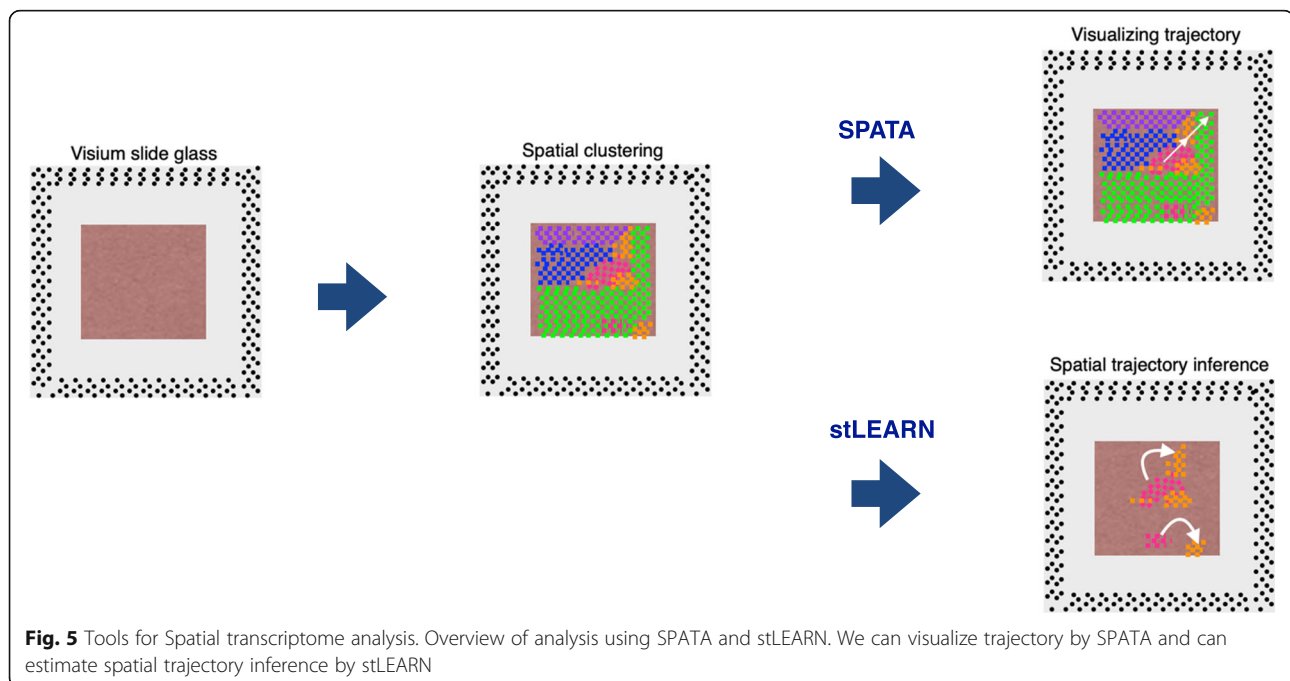 Visium slide glass
Spatial clustering
SPATA
Visualizing trajectory
stLEARN
Spatial trajectory inference
Fig. 5 Tools for Spatial transcriptome analysis. Overview of analysis using SPATA and stLEARN. We can visualize trajectory by SPATA and can
estimate spatial trajectory inference by stLEARN